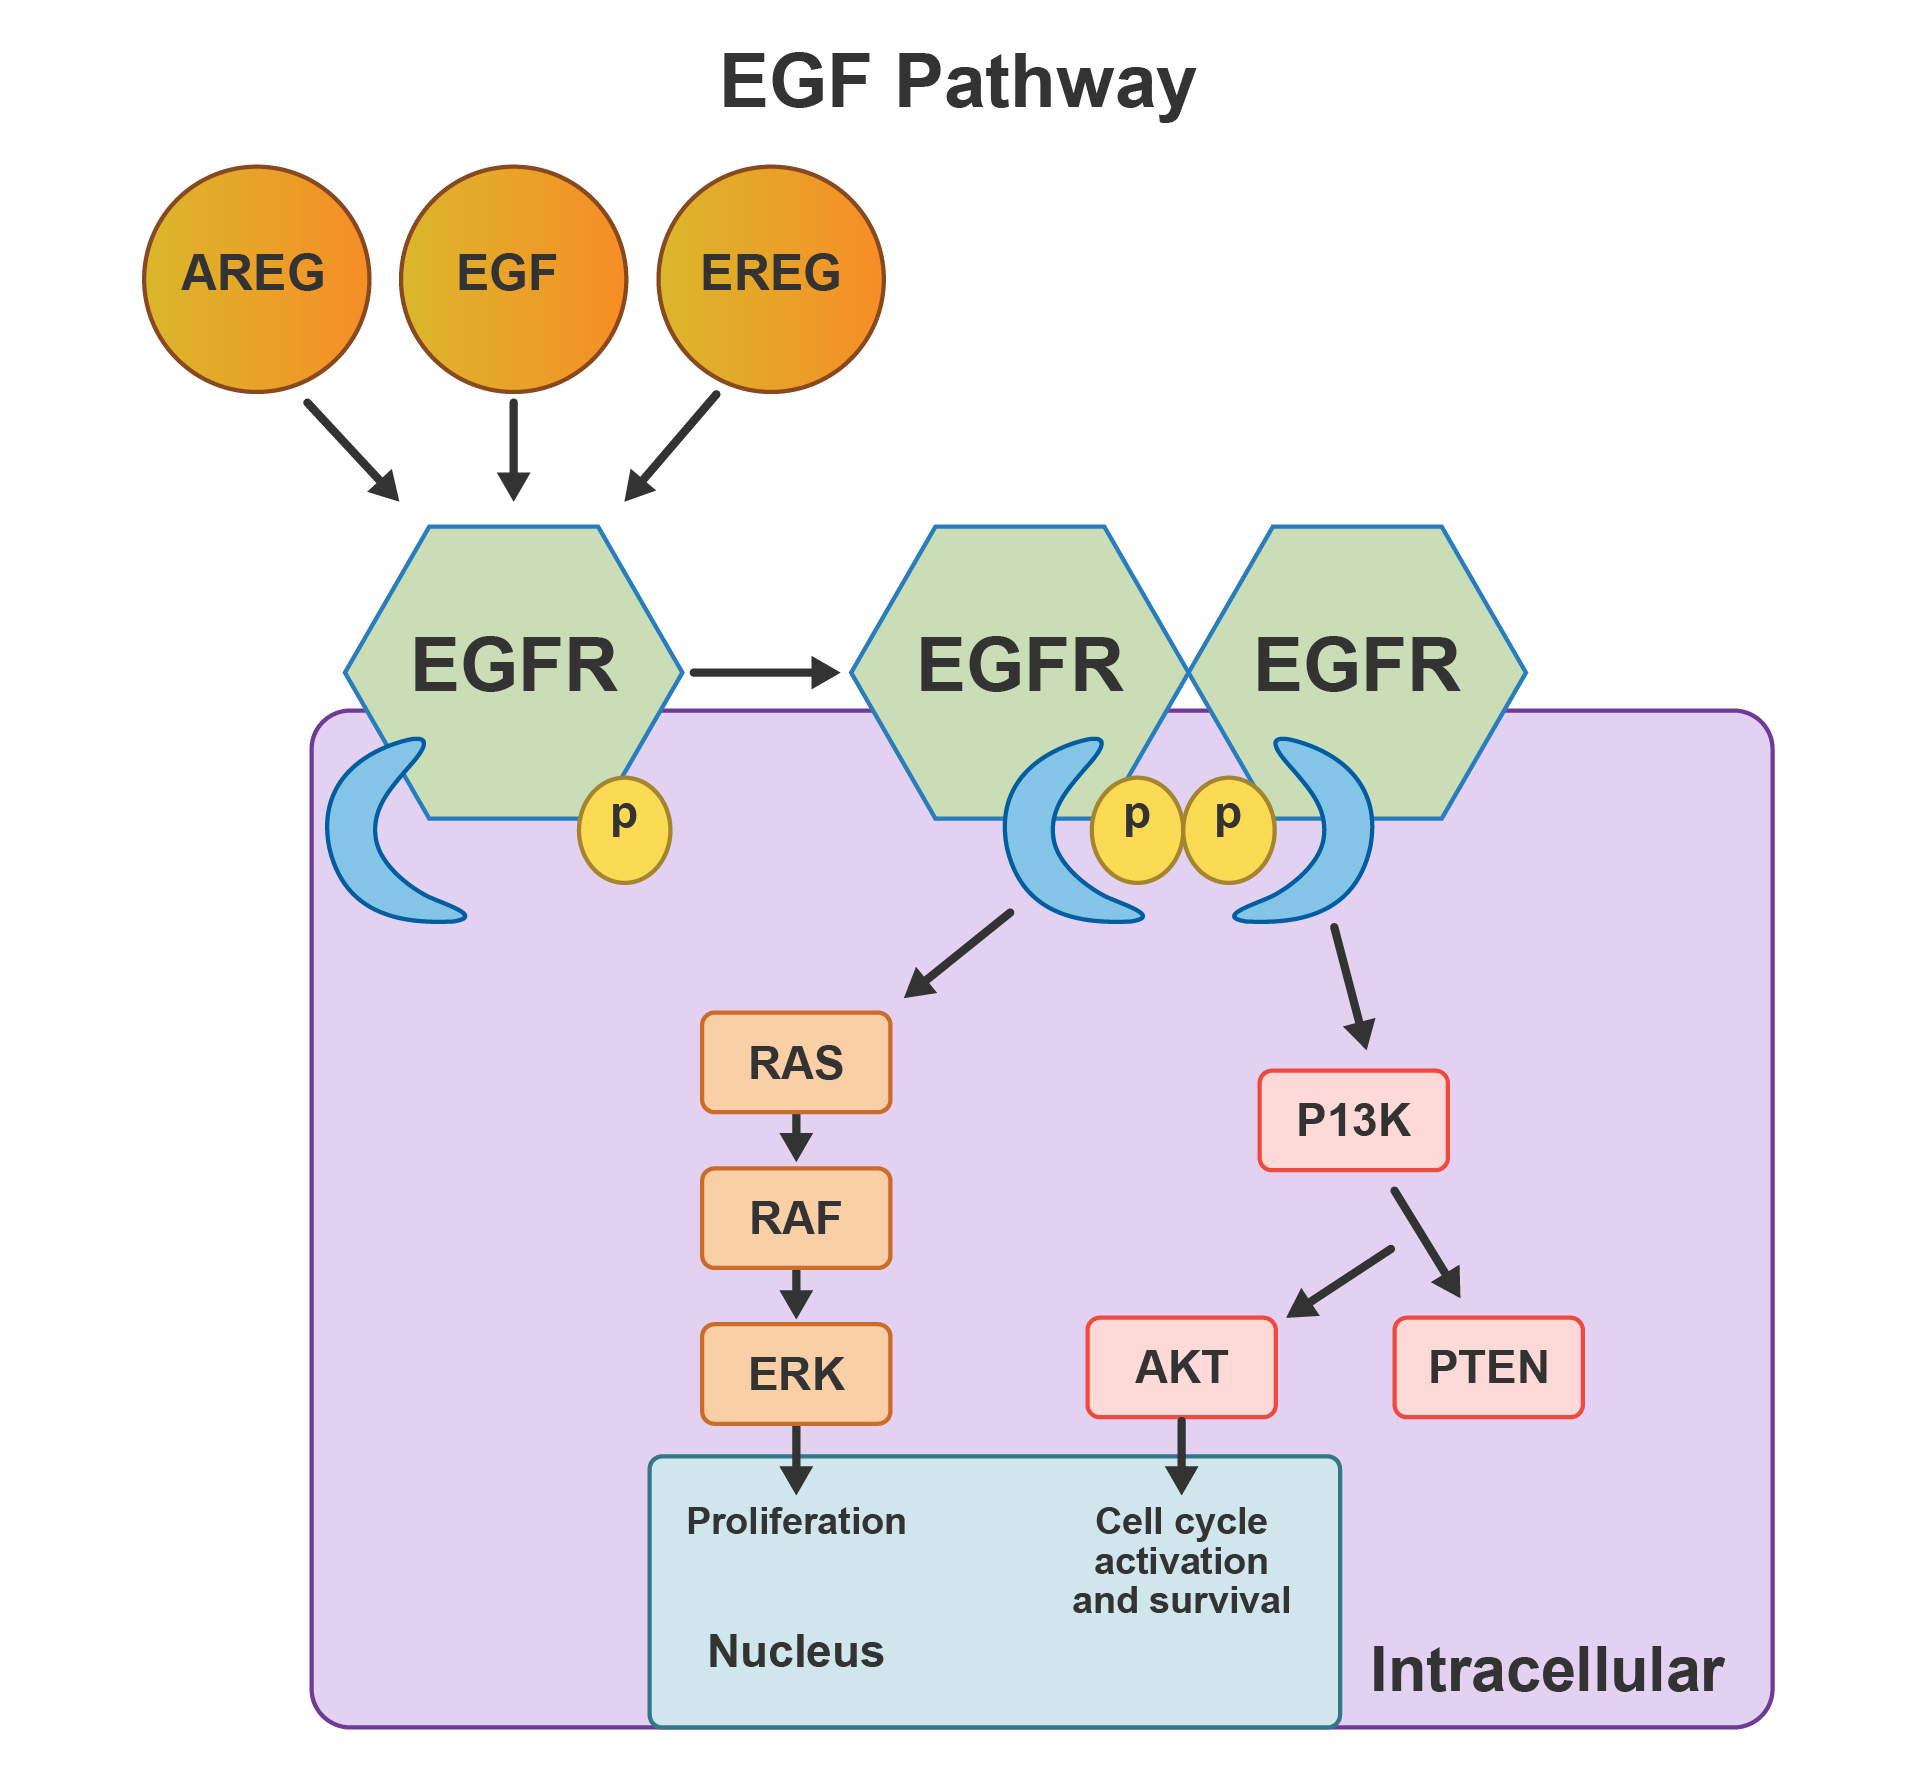 EGF Pathway
AREG
EGF
EREG
EGFR
EGFR
EGFR
p
p
p
RAS
P13K
RAF
ERK
AKT
PTEN
Proliferation
Cell cycle
activation
and survival
Nucleus
Intracellular